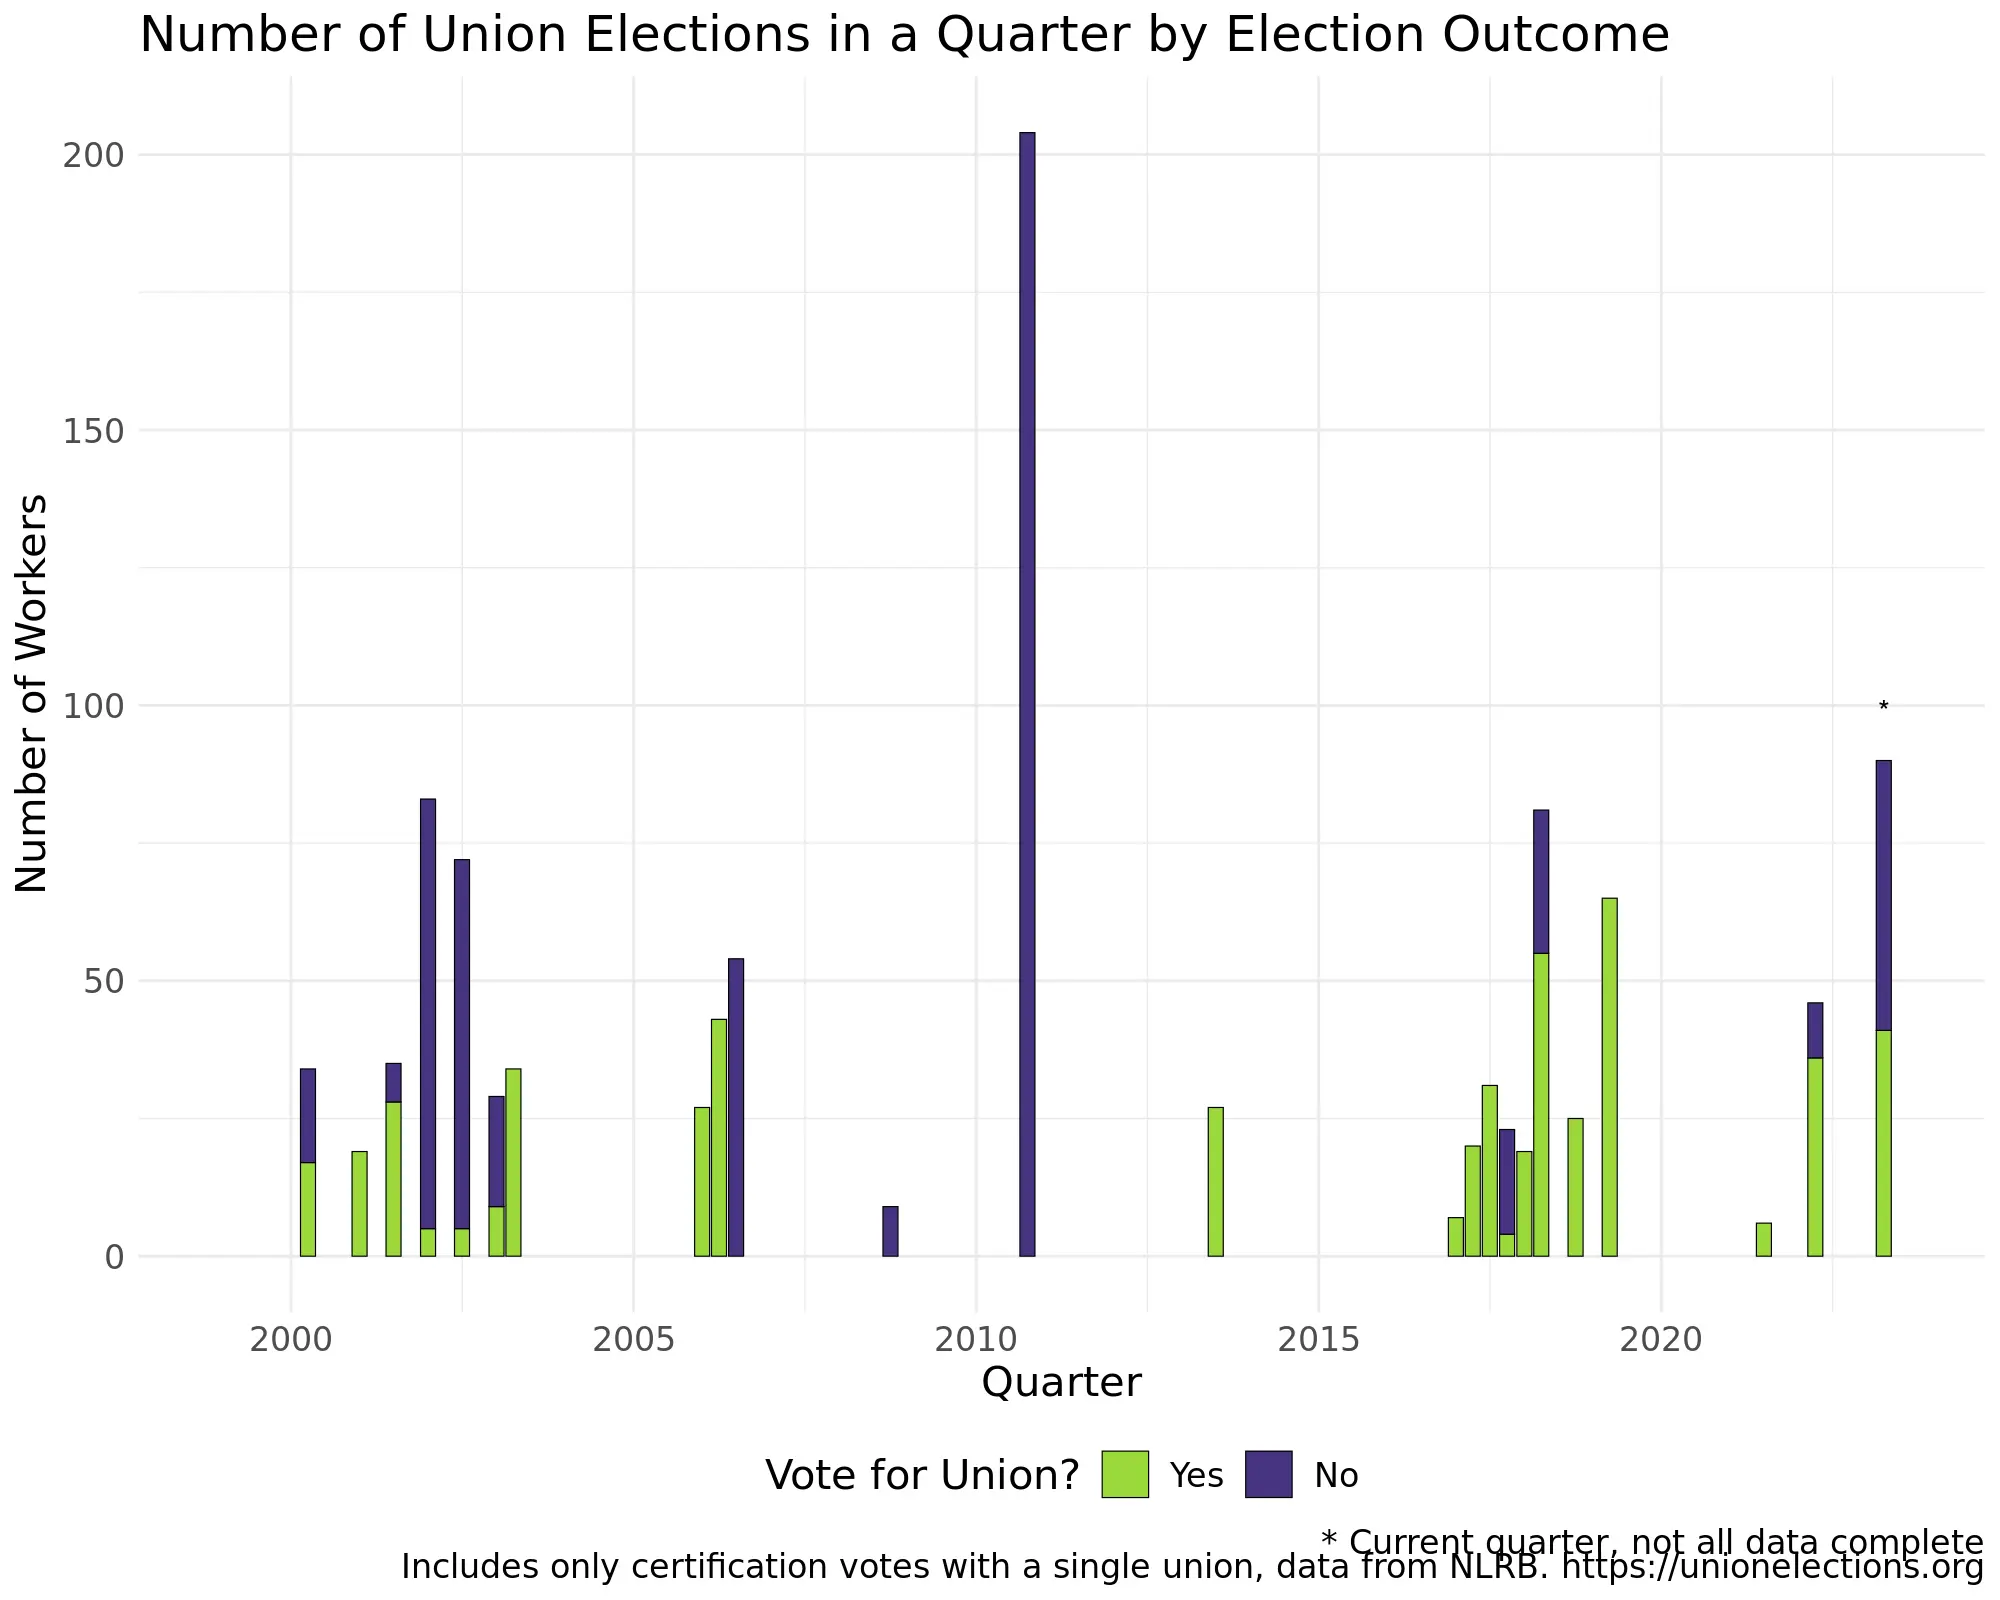 Number of Union Elections in a Quarter by Election Outcome
Number of Workers
200
150
100
50
0
*
2000 2005 2010 2015 2020
Quarter
Vote for Union? Yes No
* Current quarter, not all data complete
Includes only certification votes with a single union, data from NLRB. https://unionelections.org